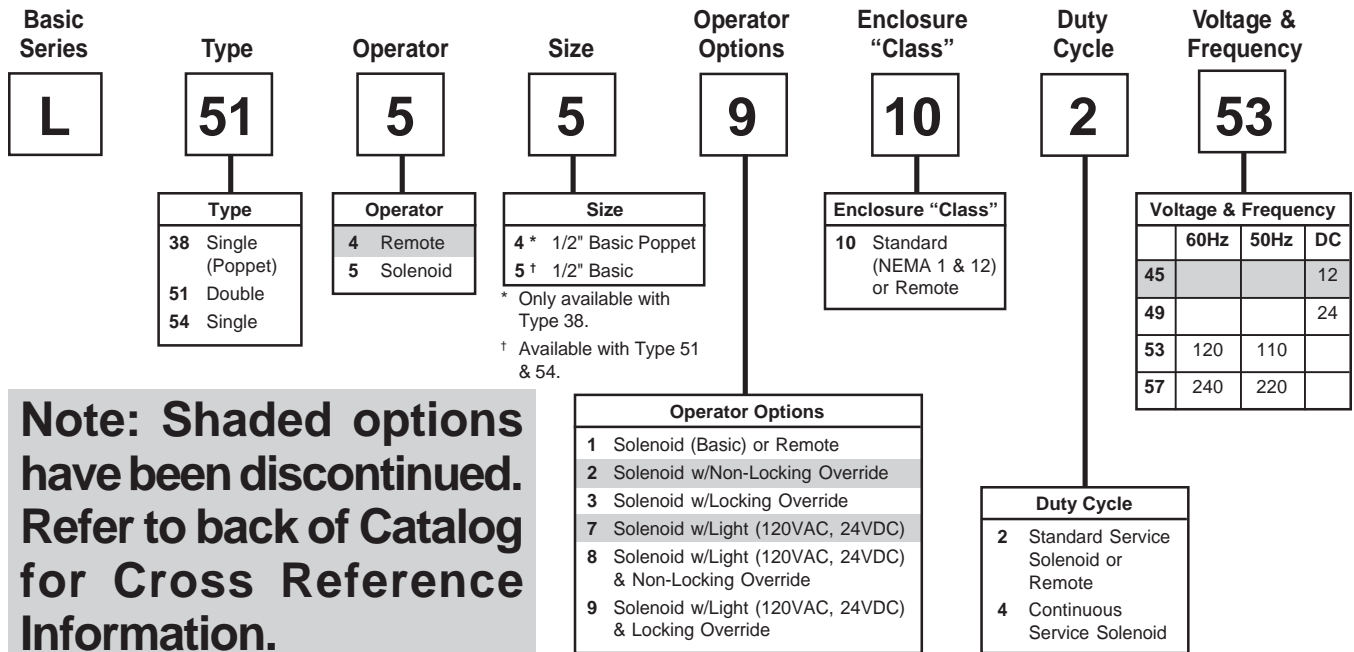 Basic Series
Type
Operator
Size
Operator Options
Enclosure “Class”
Duty Cycle
Voltage & Frequency
L
51
5
5
9
10
2
53
Type
38 Single (Poppet)
51 Double
54 Single
Operator
4 Remote
5 Solenoid
Size
4 * 1/2" Basic Poppet
5 † 1/2" Basic
* Only available with
Type 38.
† Available with Type 51
& 54.
Enclosure “Class”
10 Standard
(NEMA 1 & 12)
or Remote
Voltage & Frequency
60Hz 50Hz DC
45 12
49 24
53 120 110
57 240 220
Note: Shaded options
have been discontinued.
Refer to back of Catalog
for Cross Reference
Information.
Operator Options
1 Solenoid (Basic) or Remote
2 Solenoid w/Non-Locking Override
3 Solenoid w/Locking Override
7 Solenoid w/Light (120VAC, 24VDC)
8 Solenoid w/Light (120VAC, 24VDC)
& Non-Locking Override
9 Solenoid w/Light (120VAC, 24VDC)
& Locking Override
Duty Cycle
2 Standard Service
Solenoid or
Remote
4 Continuous
Service Solenoid